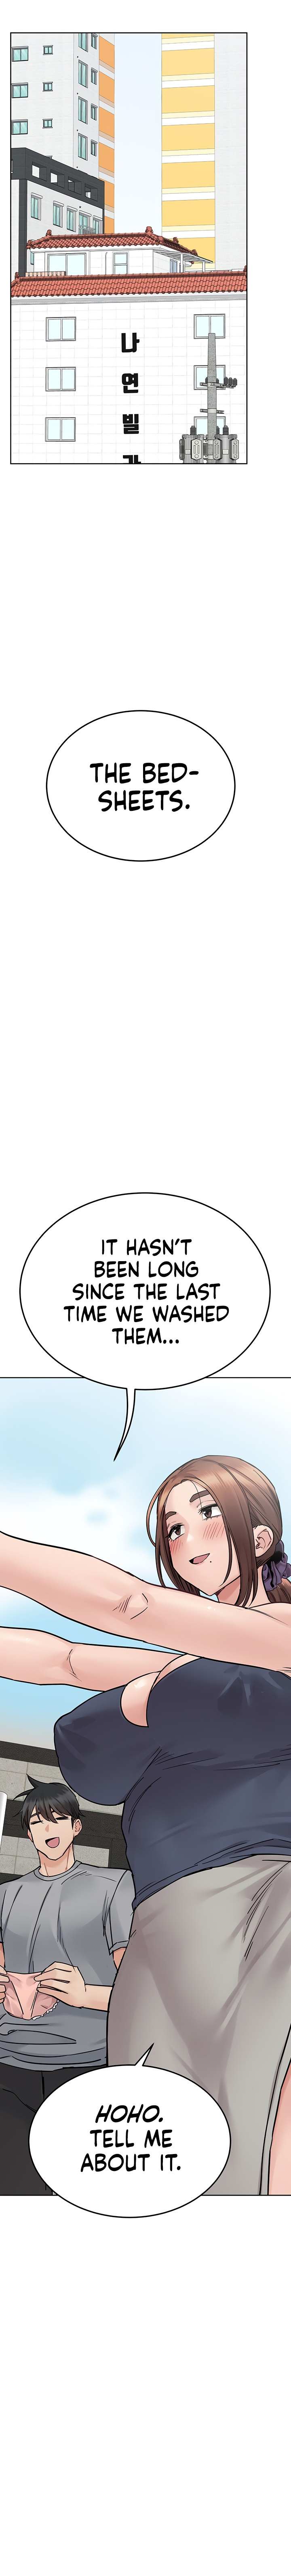 나
연
빌
라
THE BED-
SHEETS.
IT HASN'T
BEEN LONG
SINCE THE LAST
TIME WE WASHED
THEM...
HOHO.
TELL ME
ABOUT IT.